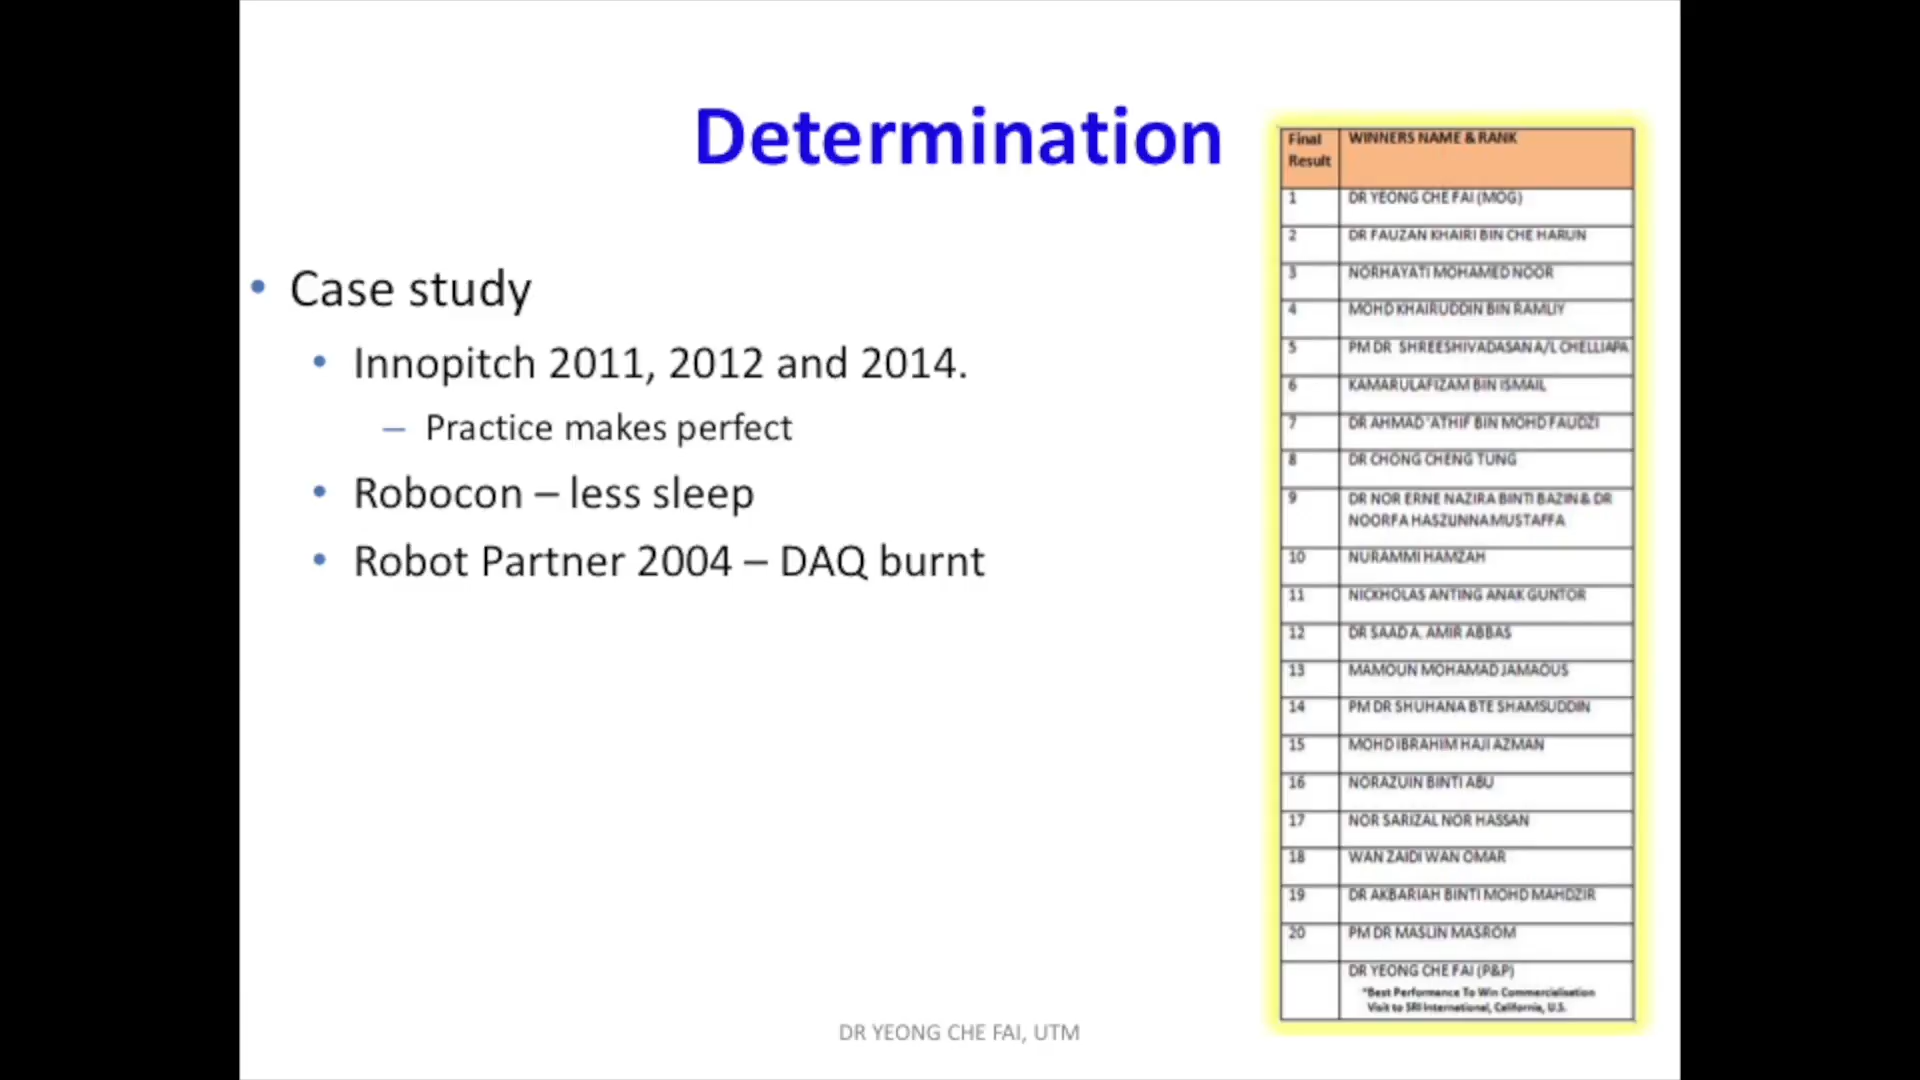 Determination
• Case study
• Innopitch 2011, 2012 and 2014.
– Practice makes perfect
• Robocon – less sleep
• Robot Partner 2004 – DAQ burnt
Final Result WINNERS NAME & RANK
1 DR YEONG CHE FAI (MOG)
2 DR FAUZAN KHAIRI BIN CHE HARUN
3 NORHAYATI MOHAMED NOOR
4 MOHD KHAIRUDDIN BIN RAMLIY
5 PM DR SHREESHIVADASAN A/L CHELLIAPA
6 KAMARULAFIZAM BIN ISMAIL
7 DR AHMAD 'ATHIF BIN MOHD FAUDZI
8 DR CHONG CHENG TUNG
9 DR NOR ERNE NAZIRA BINTI BAZIN & DR
NOORFA HASZUNNA MUSTAFFA
10 NURAMMI HAMZAH
11 NICKHOLAS ANTING ANAK GUNTOR
12 DR SAAD A. AMIR ABBAS
13 MAMOUN MOHAMAD JAMAOUS
14 PM DR SHUHANA BTE SHAMSUDDIN
15 MOHD IBRAHIM HAJI AZMAN
16 NORAZUIN BINTI ABU
17 NOR SARIZAL NOR HASSAN
18 WAN ZAIDI WAN OMAR
19 DR AKBARIAH BINTI MOHD MAHDZIR
20 PM DR MASLIN MASROM
DR YEONG CHE FAI (P&P)
*Best Performance To Win Commercialisation
Visit to SRI International, California, U.S.
DR YEONG CHE FAI, UTM